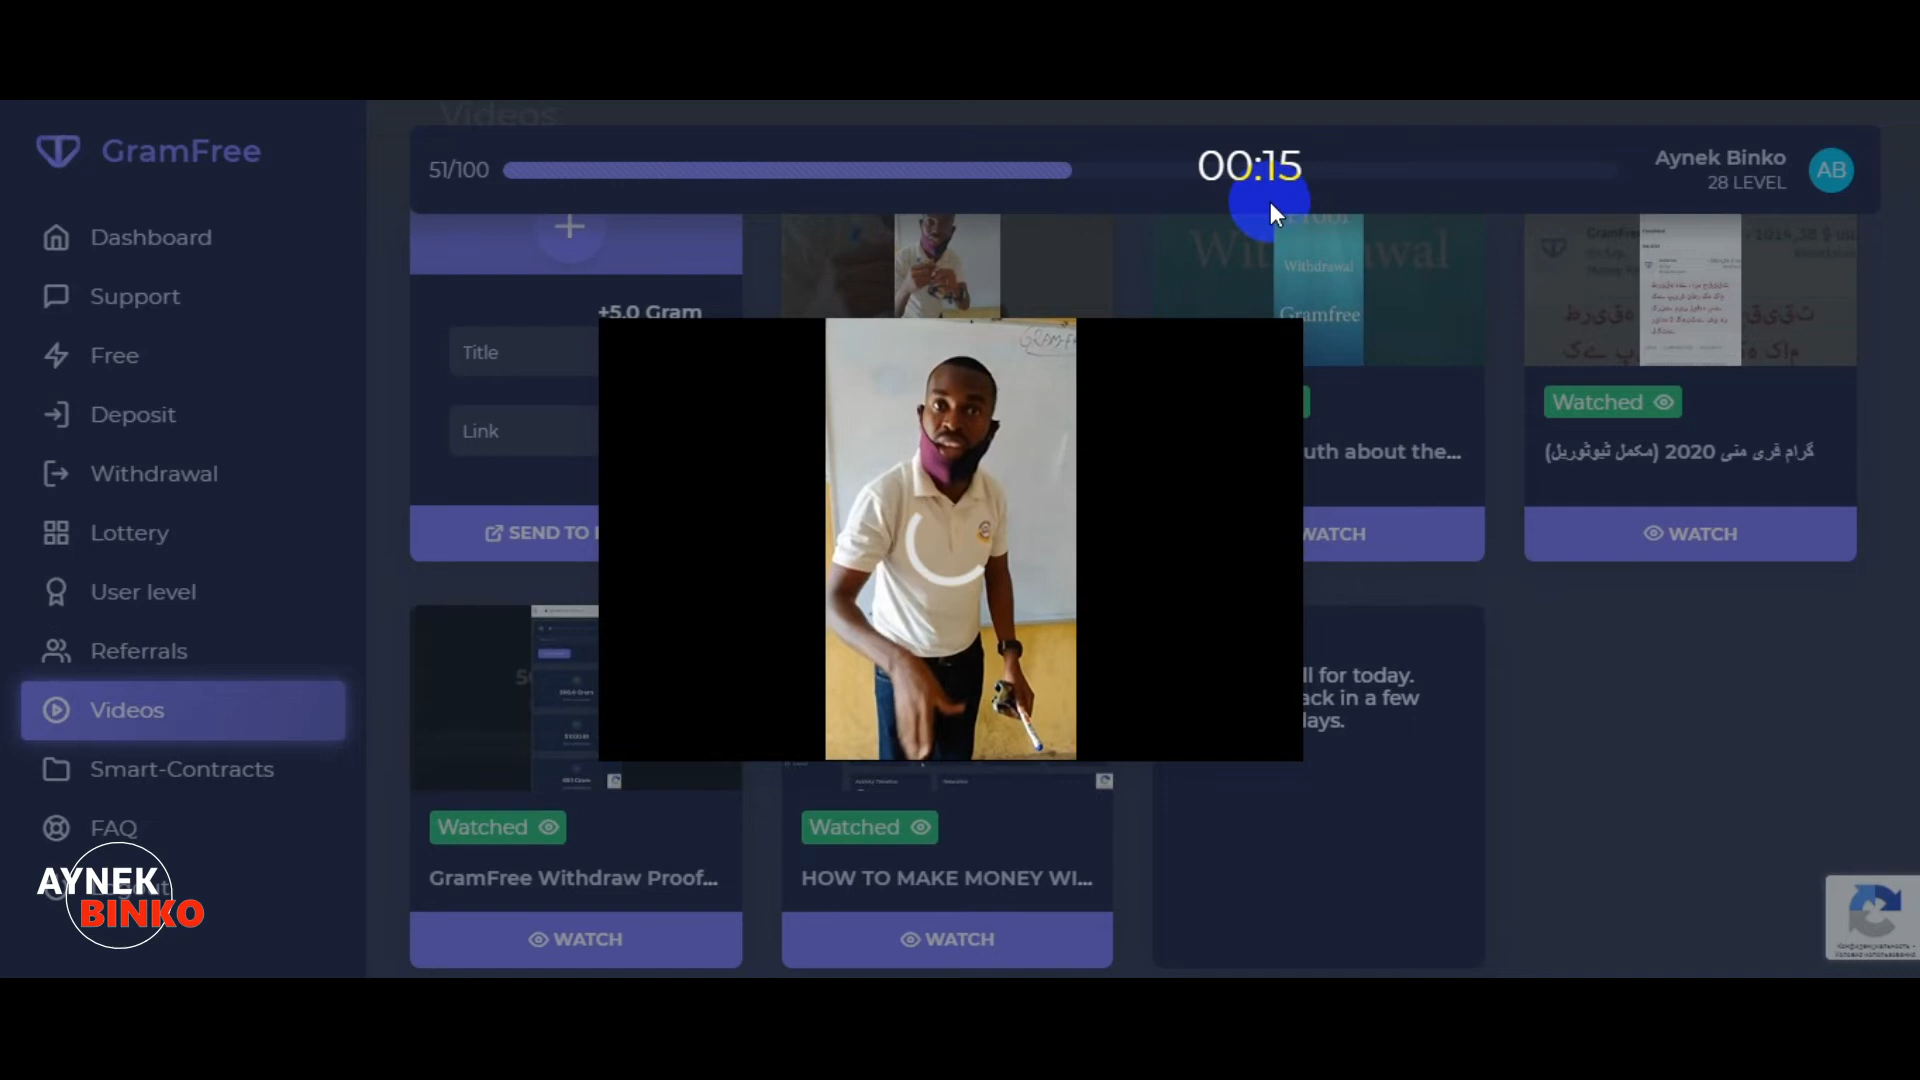 Videos
GramFree
51/100
00:15
Aynek Binko
28 LEVEL
AB
Dashboard
Support
Free
Deposit
Withdrawal
Lottery
User level
Referrals
Videos
Smart-Contracts
FAQ
AYNEK
BINKO
+5.0 Gram
Title
Link
SEND TO
Proof
Withdrawal
Withdrawal
Gramfree
uth about the...
WATCH
Watched
گرام فری منی 2020 (مکمل ٹیوٹوریل)
WATCH
Watched
GramFree Withdraw Proof...
WATCH
Watched
HOW TO MAKE MONEY WI...
WATCH
ll for today.
ack in a few
days.